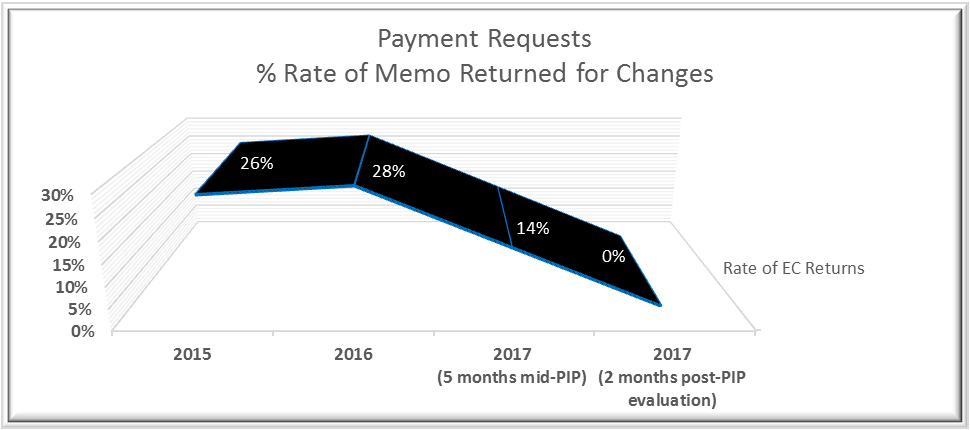 Payment Requests
% Rate of Memo Returned for Changes
26%
28%
14%
0%
30%
25%
20%
15%
10%
5%
0%
Rate of EC Returns
2015
2016
2017
(5 months mid-PIP)
2017
(2 months post-PIP
evaluation)